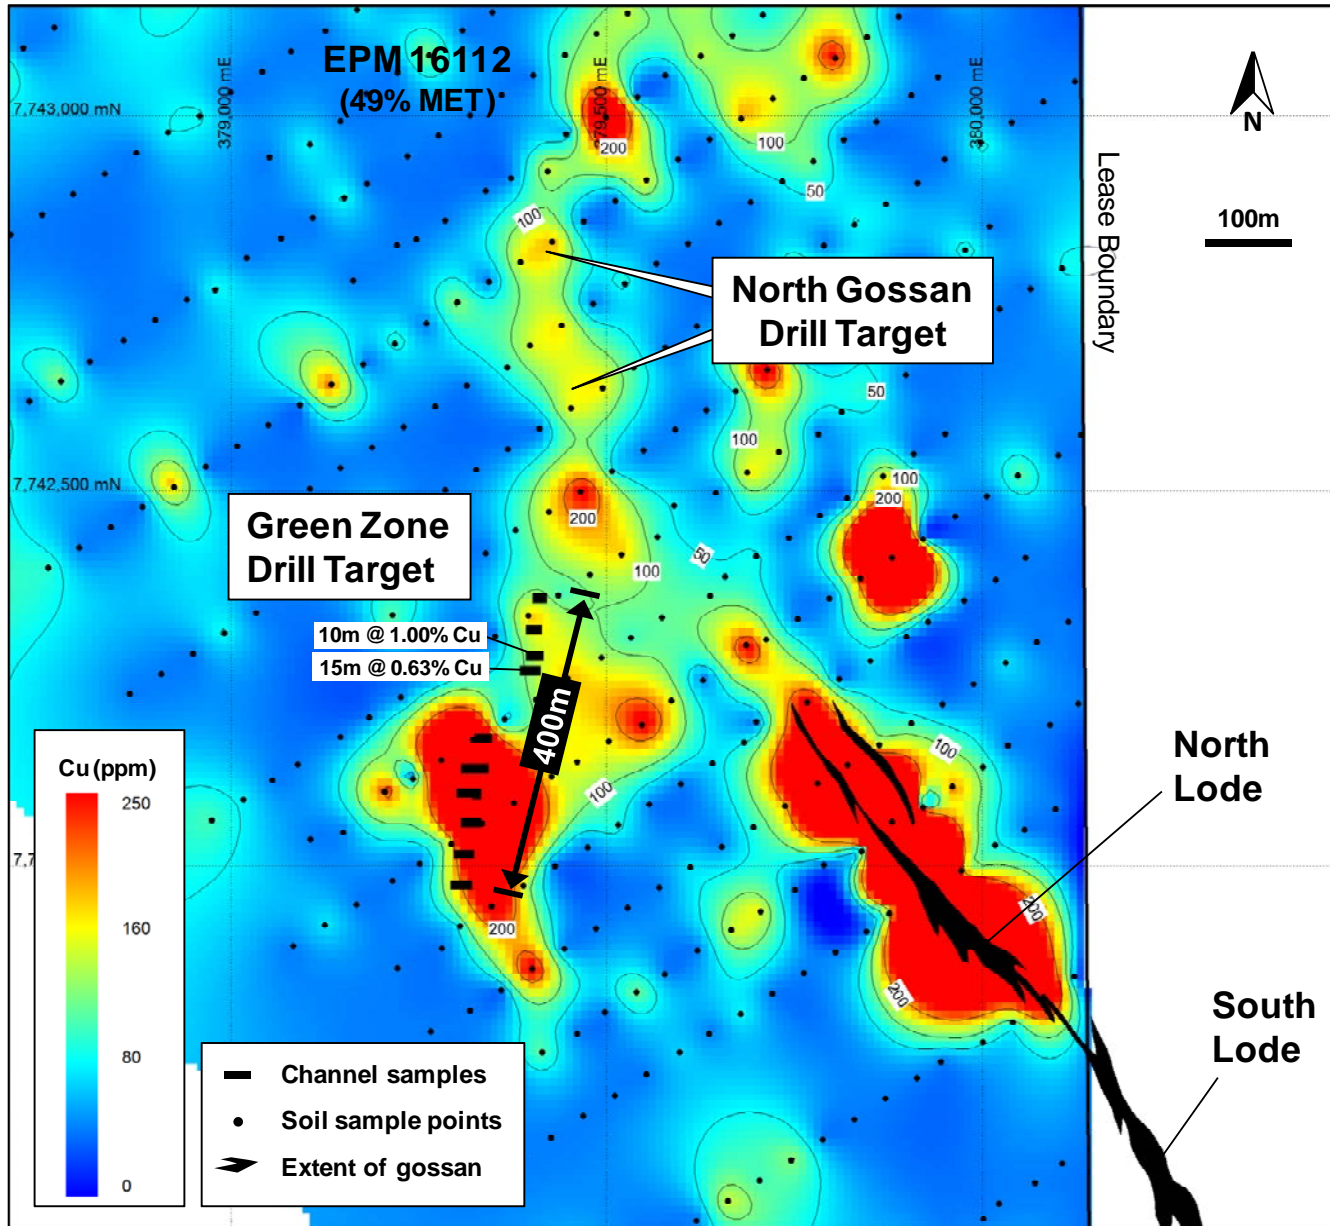 EPM 16112
(49% MET)
379,000 mE
379,500 mE
380,000 mE
7,743,000 mN
N
100m
Lease Boundary
200
100
50
100
North Gossan
Drill Target
50
100
7,742,500 mN
200
100
200
Green Zone
Drill Target
50
100
10m @ 1.00% Cu
15m @ 0.63% Cu
400m
100
100
North
Lode
Cu (ppm)
250
160
80
0
7,7
200
200
200
South
Lode
Channel samples
Soil sample points
Extent of gossan